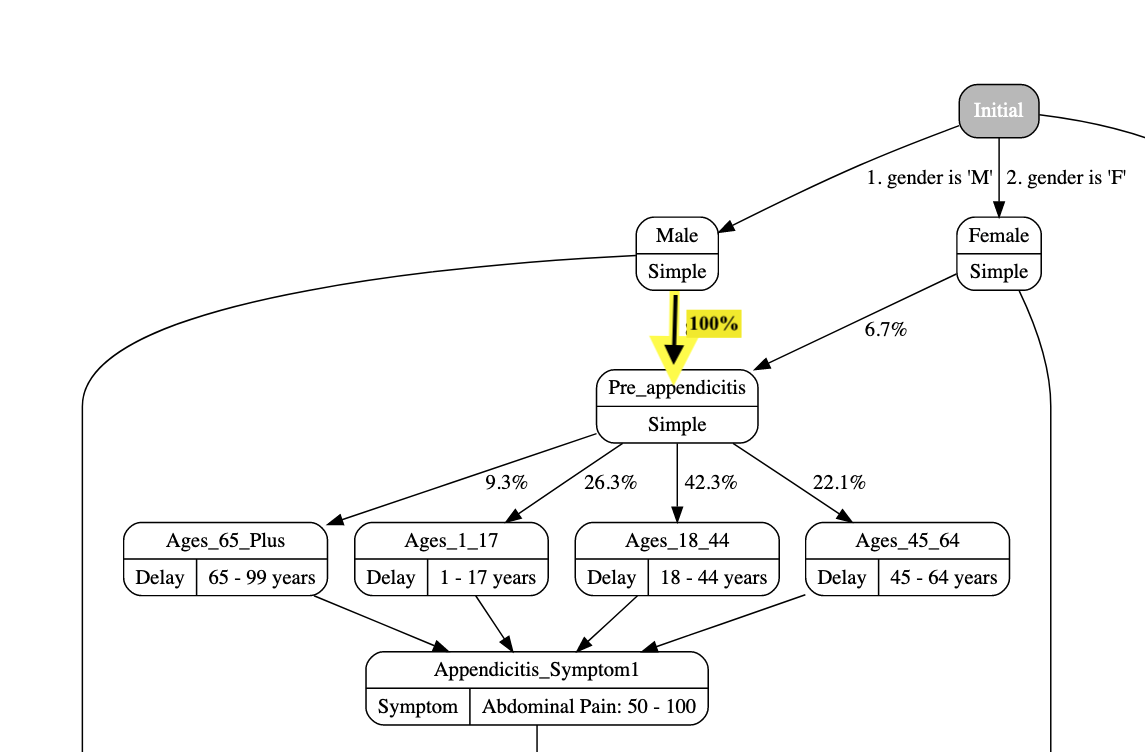 Initial
1. gender is 'M'
2. gender is 'F'
Male
Simple
Female
Simple
100%
6.7%
Pre_appendicitis
Simple
9.3%
26.3%
42.3%
22.1%
Ages_65_Plus
Delay
65 - 99 years
Ages_1_17
Delay
1 - 17 years
Ages_18_44
Delay
18 - 44 years
Ages_45_64
Delay
45 - 64 years
Appendicitis_Symptom1
Symptom
Abdominal Pain: 50 - 100